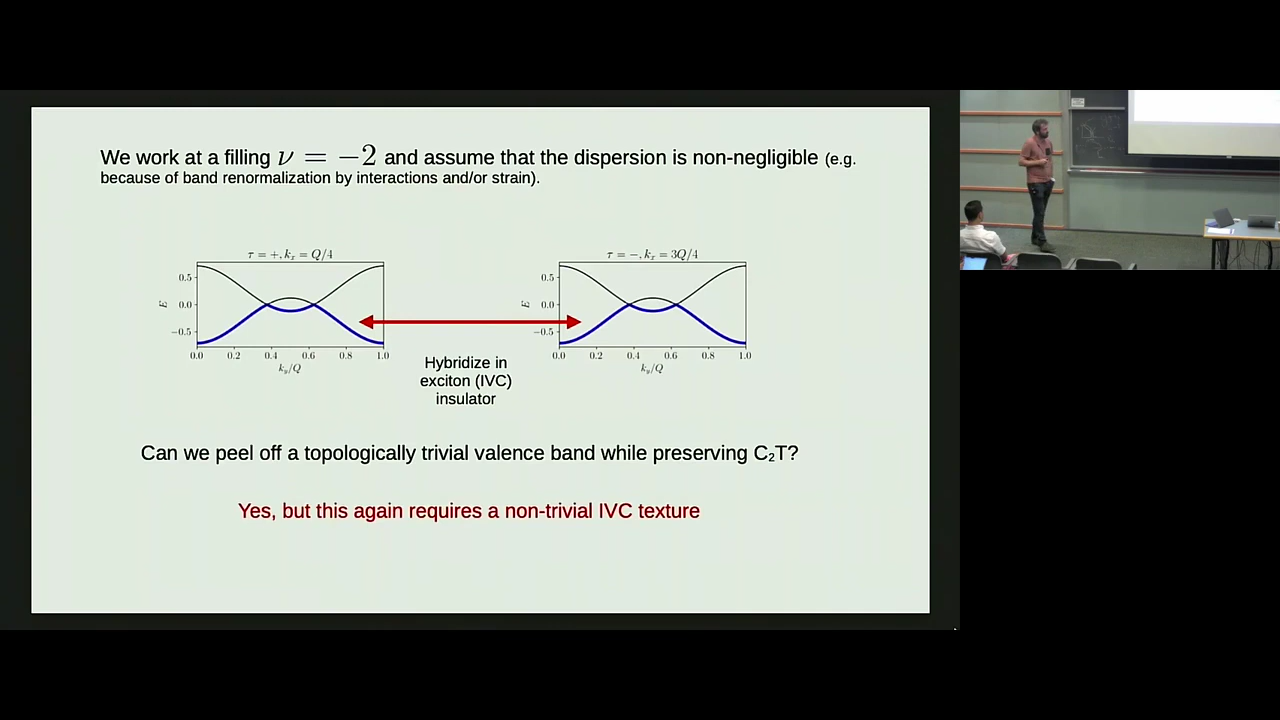 We work at a filling ν = −2 and assume that the dispersion is non-negligible (e.g.
because of band renormalization by interactions and/or strain).
τ = +, kₓ = Q/4
τ = −, kₓ = 3Q/4
E
0.5
0.0
−0.5
0.0 0.2 0.4 0.6 0.8 1.0
k_y/Q
E
0.5
0.0
−0.5
0.0 0.2 0.4 0.6 0.8 1.0
k_y/Q
Hybridize in
exciton (IVC)
insulator
Can we peel off a topologically trivial valence band while preserving C₂T?
Yes, but this again requires a non-trivial IVC texture